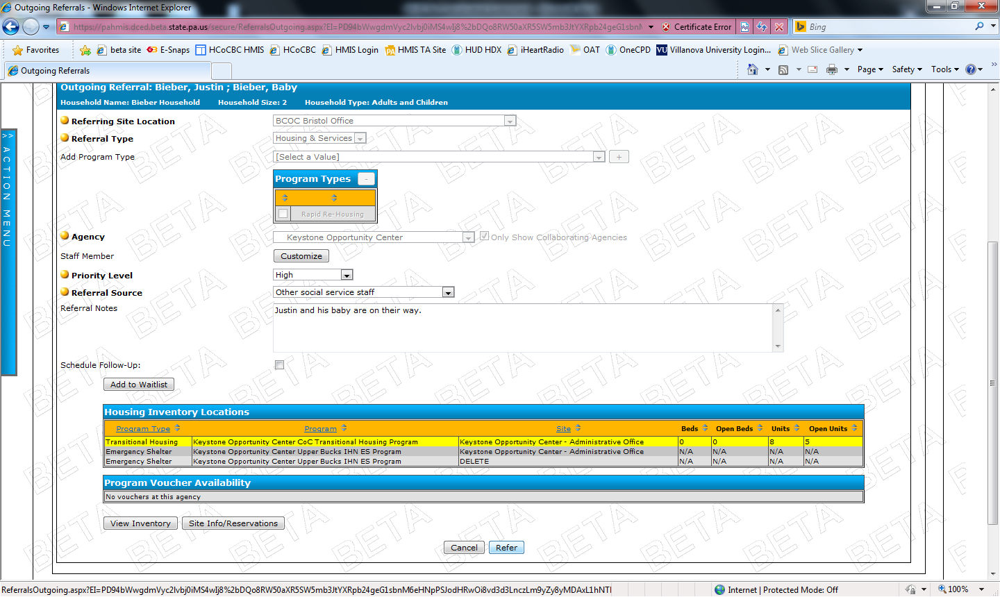 Outgoing Referrals - Windows Internet Explorer
https://pahmis.dced.beta.state.pa.us/secure/ReferralsOutgoing.aspx?EI=
Certificate Error
Bing
Favorites
beta site
E-Snaps
HCoCBC HMIS
HCoCBC
HMIS Login
HMIS TA Site
HUD HDX
iHeartRadio
OAT
OneCPD
Villanova University Login...
Web Slice Gallery
Outgoing Referrals
Page
Safety
Tools
>> ACTION MENU
Outgoing Referral: Bieber, Justin ; Bieber, Baby
Household Name: Bieber Household Household Size: 2 Household Type: Adults and Children
Referring Site Location BCOC Bristol Office
Referral Type Housing & Services
Add Program Type [Select a Value] +
Program Types -
Rapid Re-Housing
Agency Keystone Opportunity Center Only Show Collaborating Agencies
Staff Member Customize
Priority Level High
Referral Source Other social service staff
Referral Notes Justin and his baby are on their way.
Schedule Follow-Up:
Add to Waitlist
Housing Inventory Locations
Program Type Program Site Beds Open Beds Units Open Units
Transitional Housing Keystone Opportunity Center CoC Transitional Housing Program Keystone Opportunity Center - Administrative Office 0 0 8 5
Emergency Shelter Keystone Opportunity Center Upper Bucks IHN ES Program Keystone Opportunity Center - Administrative Office N/A N/A N/A N/A
Emergency Shelter Keystone Opportunity Center Upper Bucks IHN ES Program DELETE N/A N/A N/A N/A
Program Voucher Availability
No vouchers at this agency
View Inventory Site Info/Reservations
Cancel Refer
BETA
Internet | Protected Mode: Off
100%